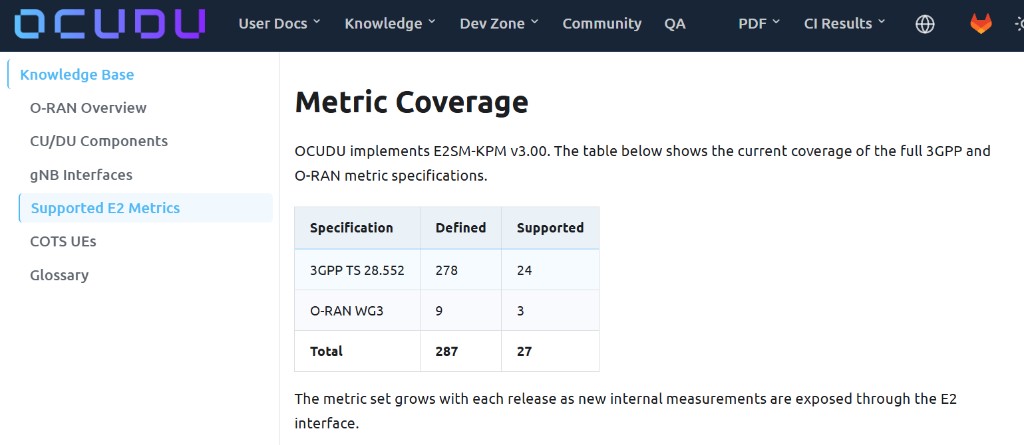 OCUDU
User Docs
Knowledge
Dev Zone
Community
QA
PDF
CI Results
Knowledge Base
O-RAN Overview
CU/DU Components
gNB Interfaces
Supported E2 Metrics
COTS UEs
Glossary
Metric Coverage
OCUDU implements E2SM-KPM v3.00. The table below shows the current coverage of the full 3GPP and
O-RAN metric specifications.
Specification Defined Supported
3GPP TS 28.552 278 24
O-RAN WG3 9 3
Total 287 27
The metric set grows with each release as new internal measurements are exposed through the E2
interface.